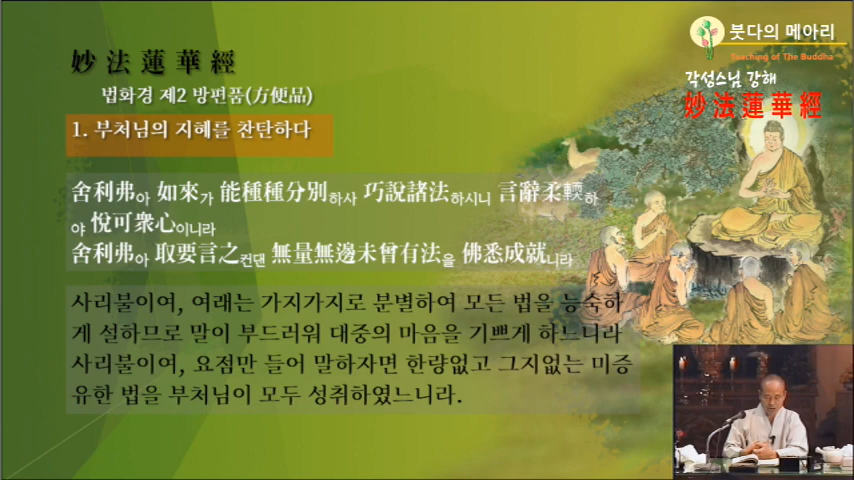 붓다의 메아리
Teaching of The Buddha
각성스님 강해
妙法蓮華經
妙法蓮華經
법화경 제2 방편품(方便品)
1. 부처님의 지혜를 찬탄하다
舍利弗아 如來가 能種種分別하사 巧說諸法하시니 言辭柔輭하
야 悅可衆心이니라
舍利弗아 取要言之컨댄 無量無邊未曾有法을 佛悉成就니라
사리불이여, 여래는 가지가지로 분별하여 모든 법을 능숙하
게 설하므로 말이 부드러워 대중의 마음을 기쁘게 하느니라
사리불이여, 요점만 들어 말하자면 한량없고 그지없는 미증
유한 법을 부처님이 모두 성취하였느니라.